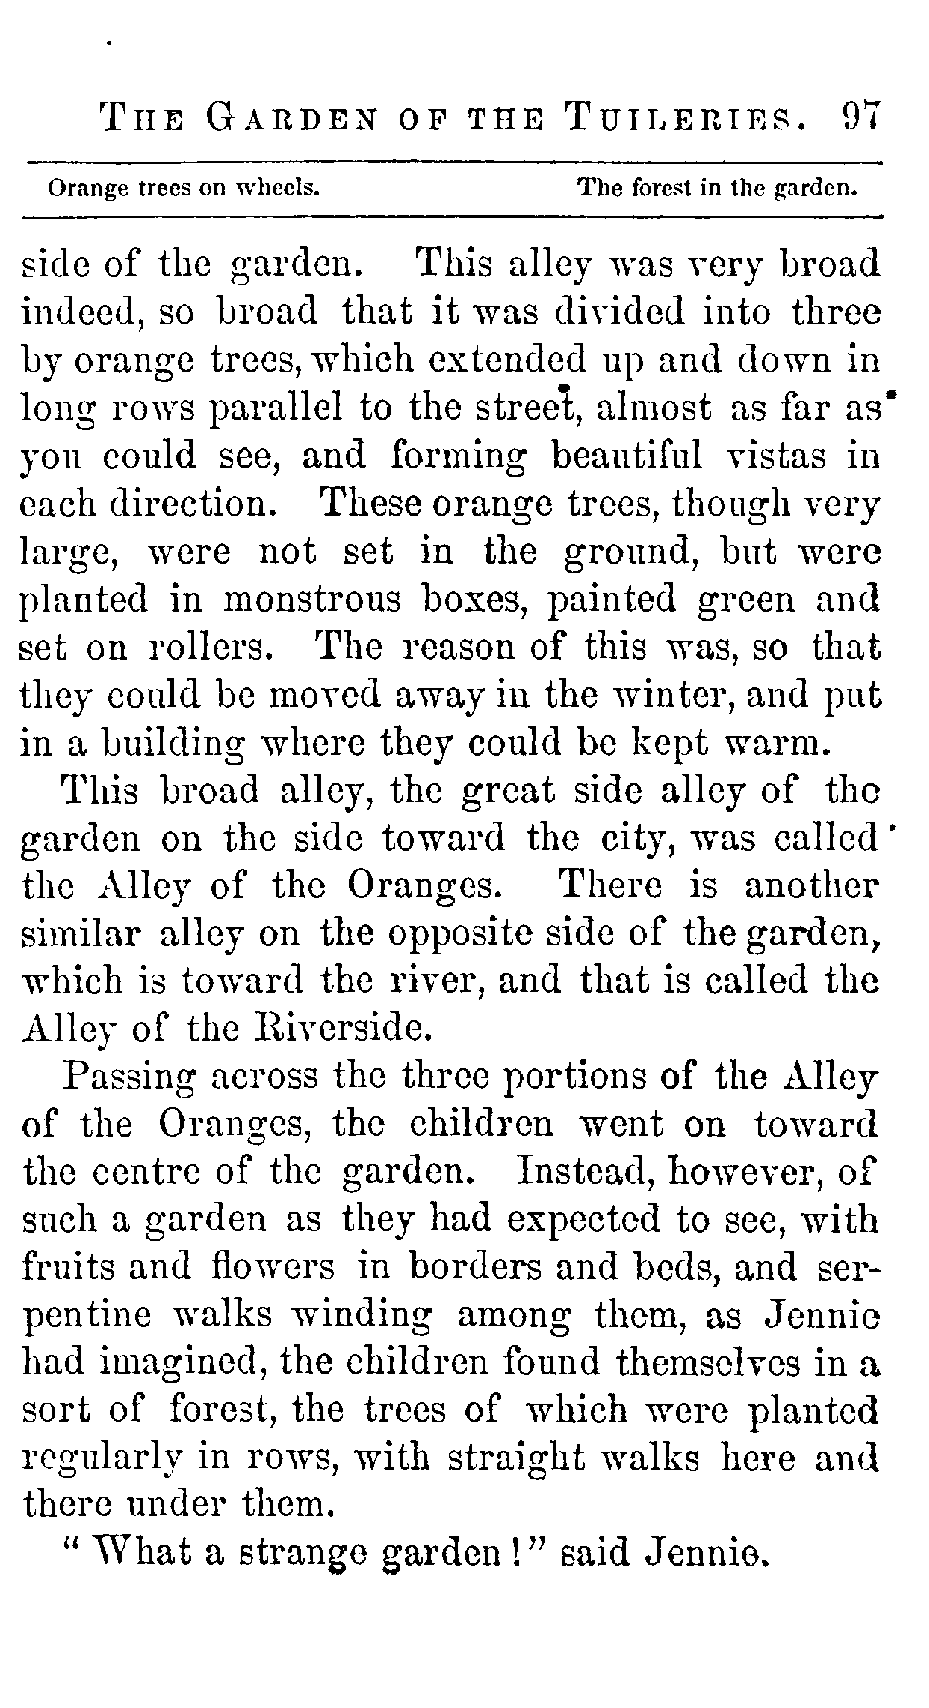 THE GARDEN OF THE TUILERIES. 97
Orange trees on wheels. The forest in the garden.
side of the garden. This alley was very broad
indeed, so broad that it was divided into three
by orange trees, which extended up and down in
long rows parallel to the street, almost as far as
you could see, and forming beautiful vistas in
each direction. These orange trees, though very
large, were not set in the ground, but were
planted in monstrous boxes, painted green and
set on rollers. The reason of this was, so that
they could be moved away in the winter, and put
in a building where they could be kept warm.
This broad alley, the great side alley of the
garden on the side toward the city, was called
the Alley of the Oranges. There is another
similar alley on the opposite side of the garden,
which is toward the river, and that is called the
Alley of the Riverside.
Passing across the three portions of the Alley
of the Oranges, the children went on toward
the centre of the garden. Instead, however, of
such a garden as they had expected to see, with
fruits and flowers in borders and beds, and ser-
pentine walks winding among them, as Jennie
had imagined, the children found themselves in a
sort of forest, the trees of which were planted
regularly in rows, with straight walks here and
there under them.
“ What a strange garden !” said Jennie.